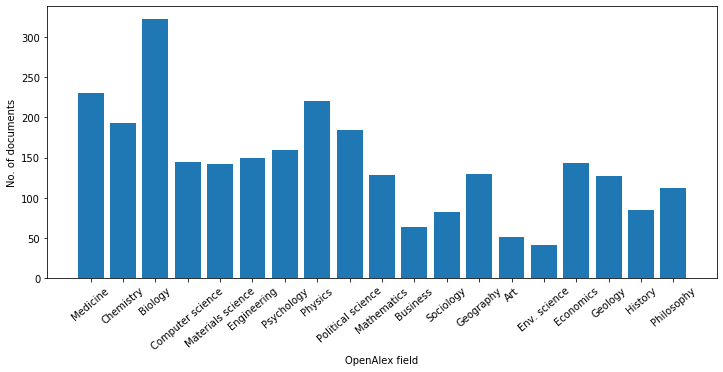 300
250
200
150
100
50
0
No. of documents
Medicine
Chemistry
Biology
Computer science
Materials science
Engineering
Psychology
Physics
Political science
Mathematics
Business
Sociology
Geography
Art
Env. science
Economics
Geology
History
Philosophy
OpenAlex field